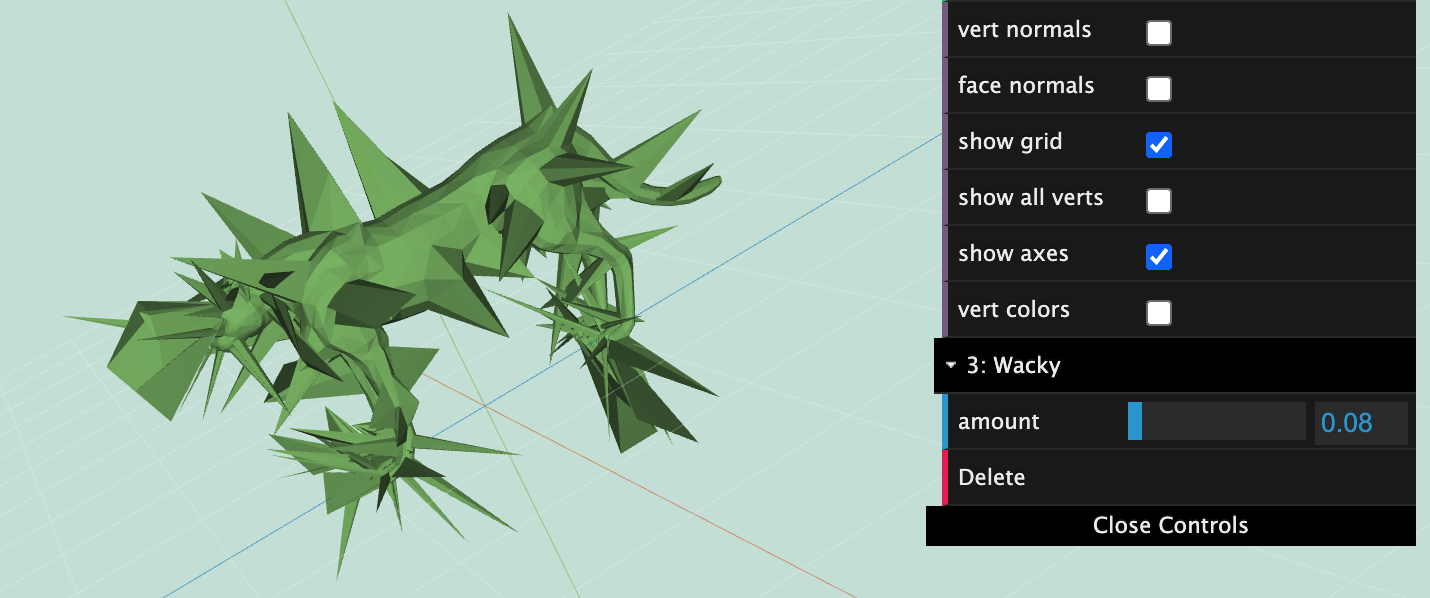 vert normals
face normals
show grid
show all verts
show axes
vert colors
3: Wacky
amount 0.08
Delete
Close Controls